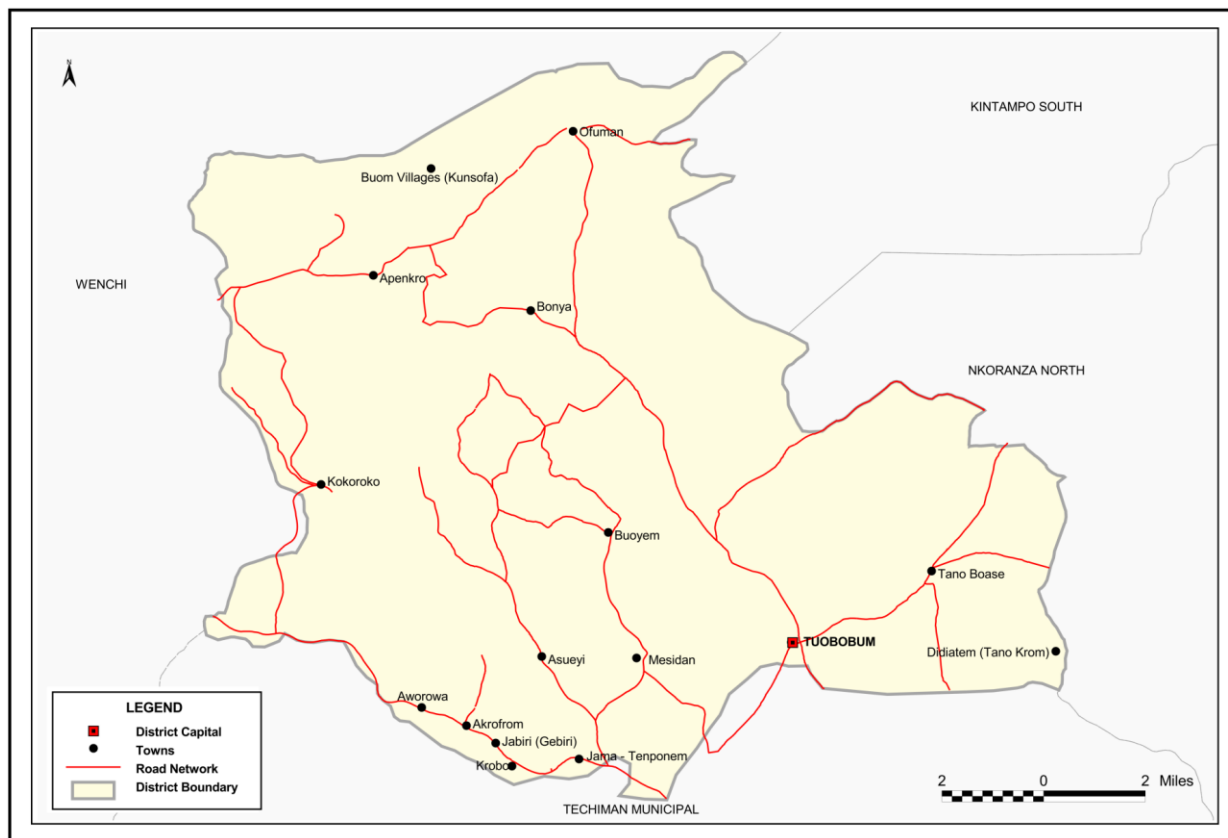 N
KINTAMPO SOUTH
Ofuman
Buom Villages (Kunsofa)
WENCHI
Apenkro
Bonya
NKORANZA NORTH
Kokoroko
Buoyem
Tano Boase
TUOBOBUM
Didiatem (Tano Krom)
Asueyi
Mesidan
Aworowa
Akrofrom
Jabiri (Gebiri)
Krobo
Jama - Tenponem
TECHIMAN MUNICIPAL
LEGEND
District Capital
Towns
Road Network
District Boundary
2 0 2 Miles